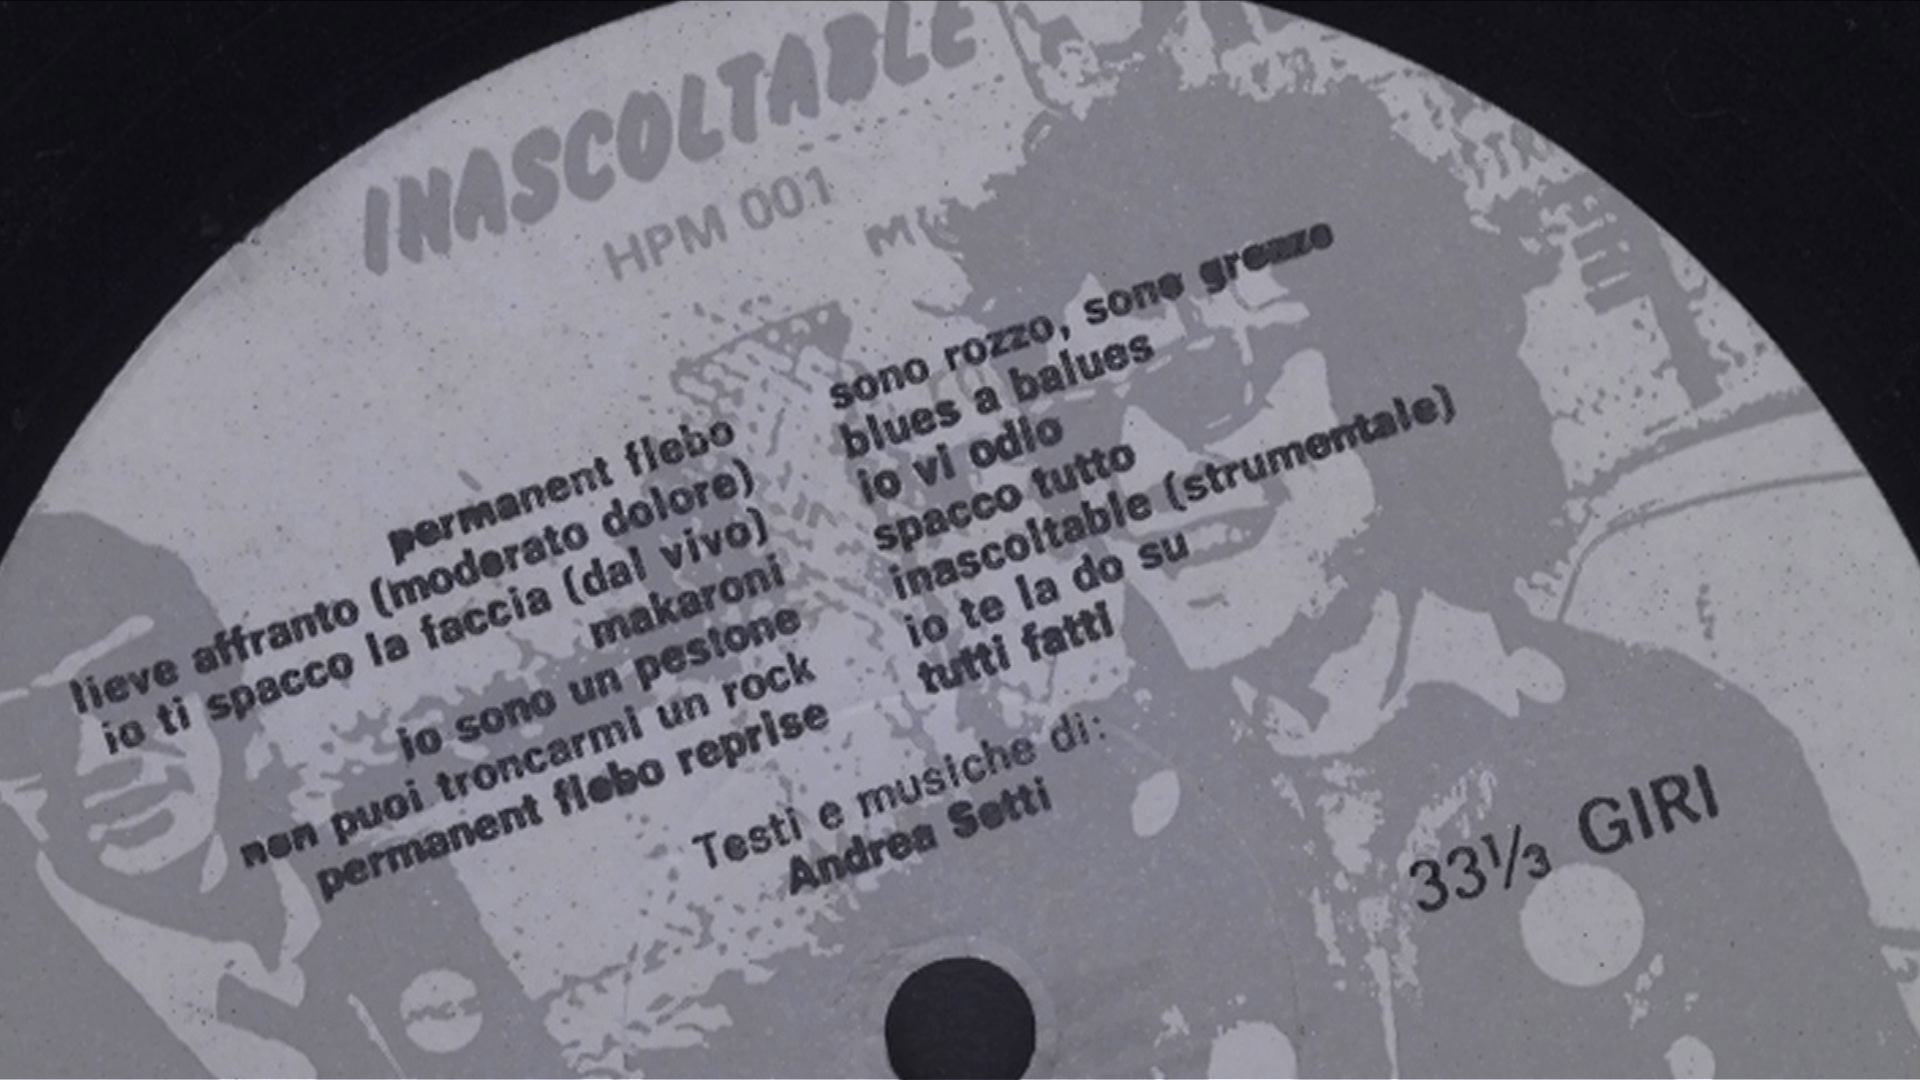 INASCOLTABLE
HPM 001
permanent flebo
lieve affranto (moderato dolore)
io ti spacco la faccia (dal vivo)
makaroni
io sono un pestone
non puoi troncarmi un rock
permanent flebo reprise
sono rozzo, sono grezzo
blues a balues
io vi odio
spacco tutto
inascoltable (strumentale)
io te la do su
tutti fatti
Testi e musiche di:
Andrea Setti
33⅓ GIRI